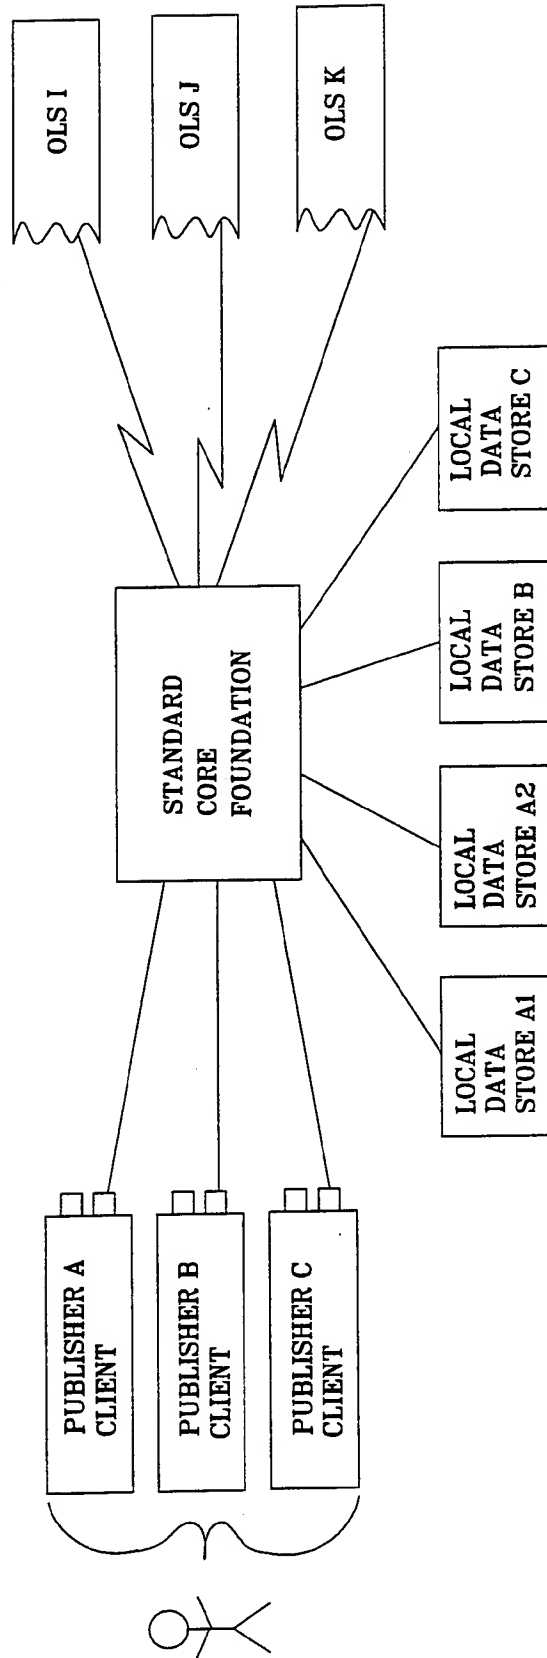 PUBLISHER A
CLIENT
PUBLISHER B
CLIENT
PUBLISHER C
CLIENT
STANDARD
CORE
FOUNDATION
OLS I
OLS J
OLS K
LOCAL
DATA
STORE A1
LOCAL
DATA
STORE A2
LOCAL
DATA
STORE B
LOCAL
DATA
STORE C